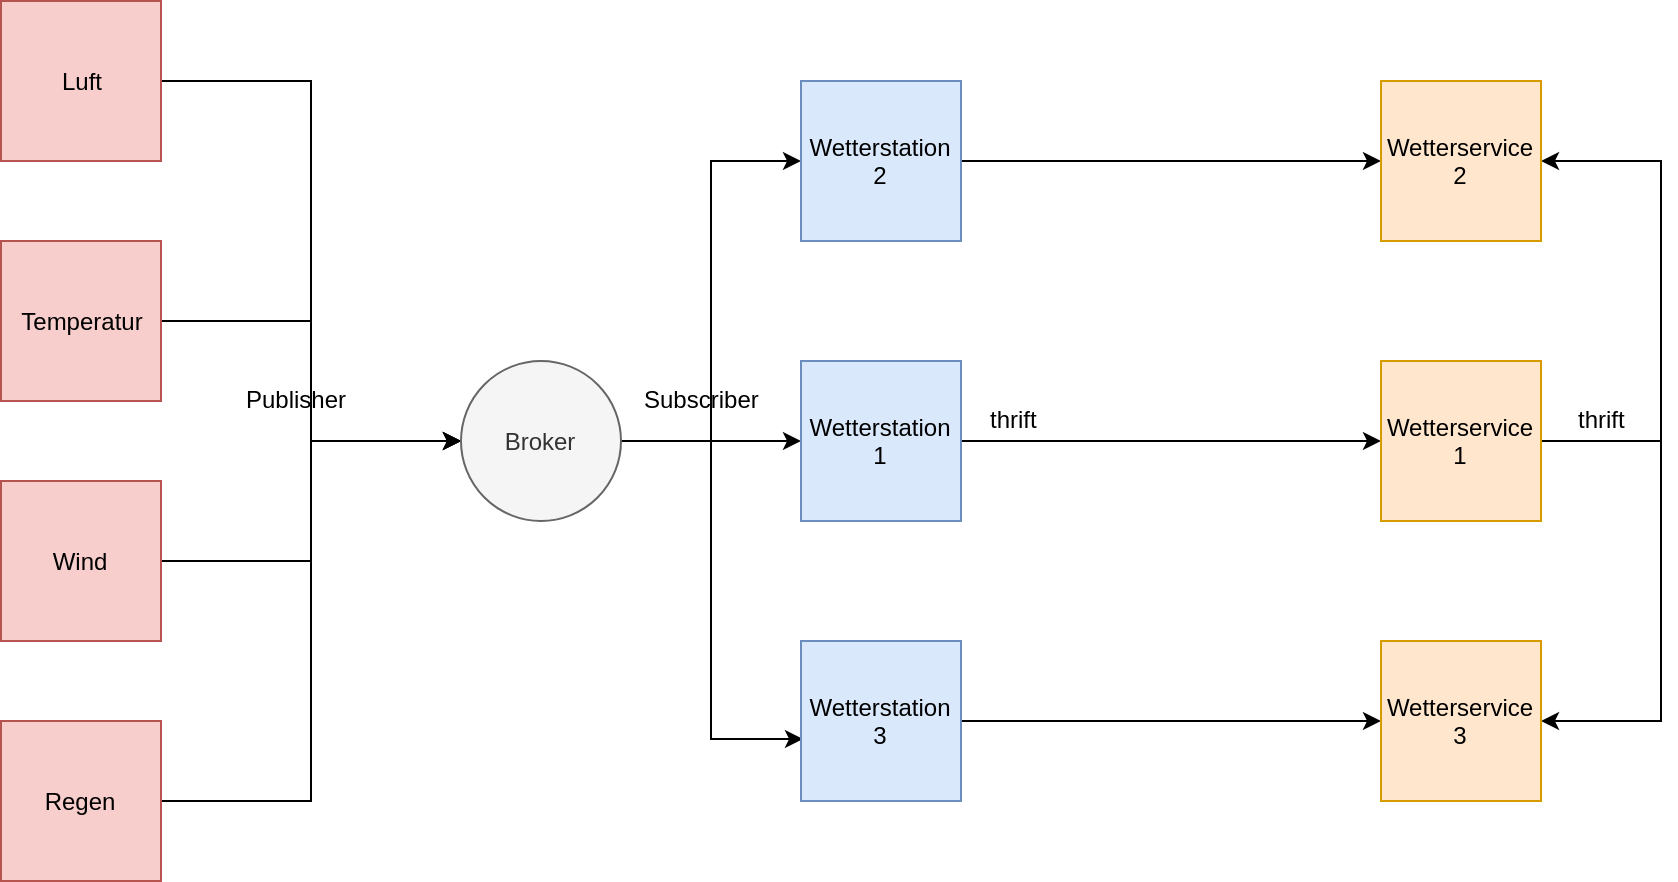 Luft
Temperatur
Wind
Regen
Publisher
Broker
Subscriber
Wetterstation
2
Wetterstation
1
Wetterstation
3
thrift
Wetterservice
2
Wetterservice
1
Wetterservice
3
thrift